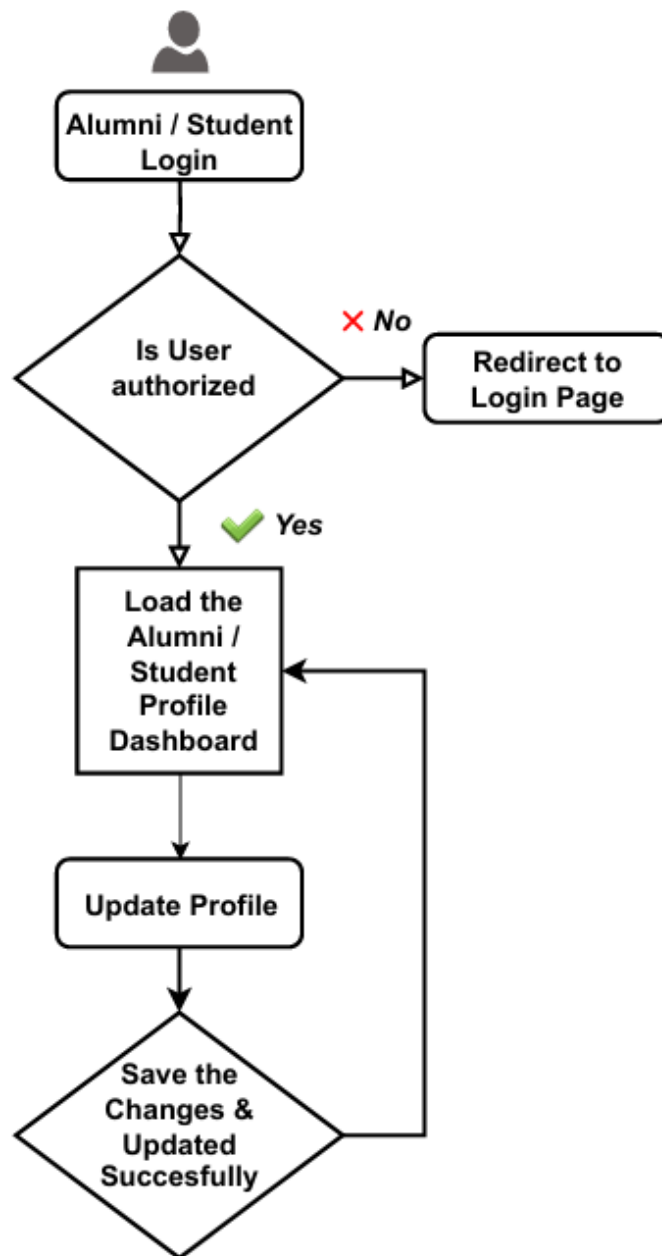 Alumni / Student
Login
Is User
authorized
No
Redirect to
Login Page
Yes
Load the
Alumni /
Student
Profile
Dashboard
Update Profile
Save the
Changes &
Updated
Succesfully